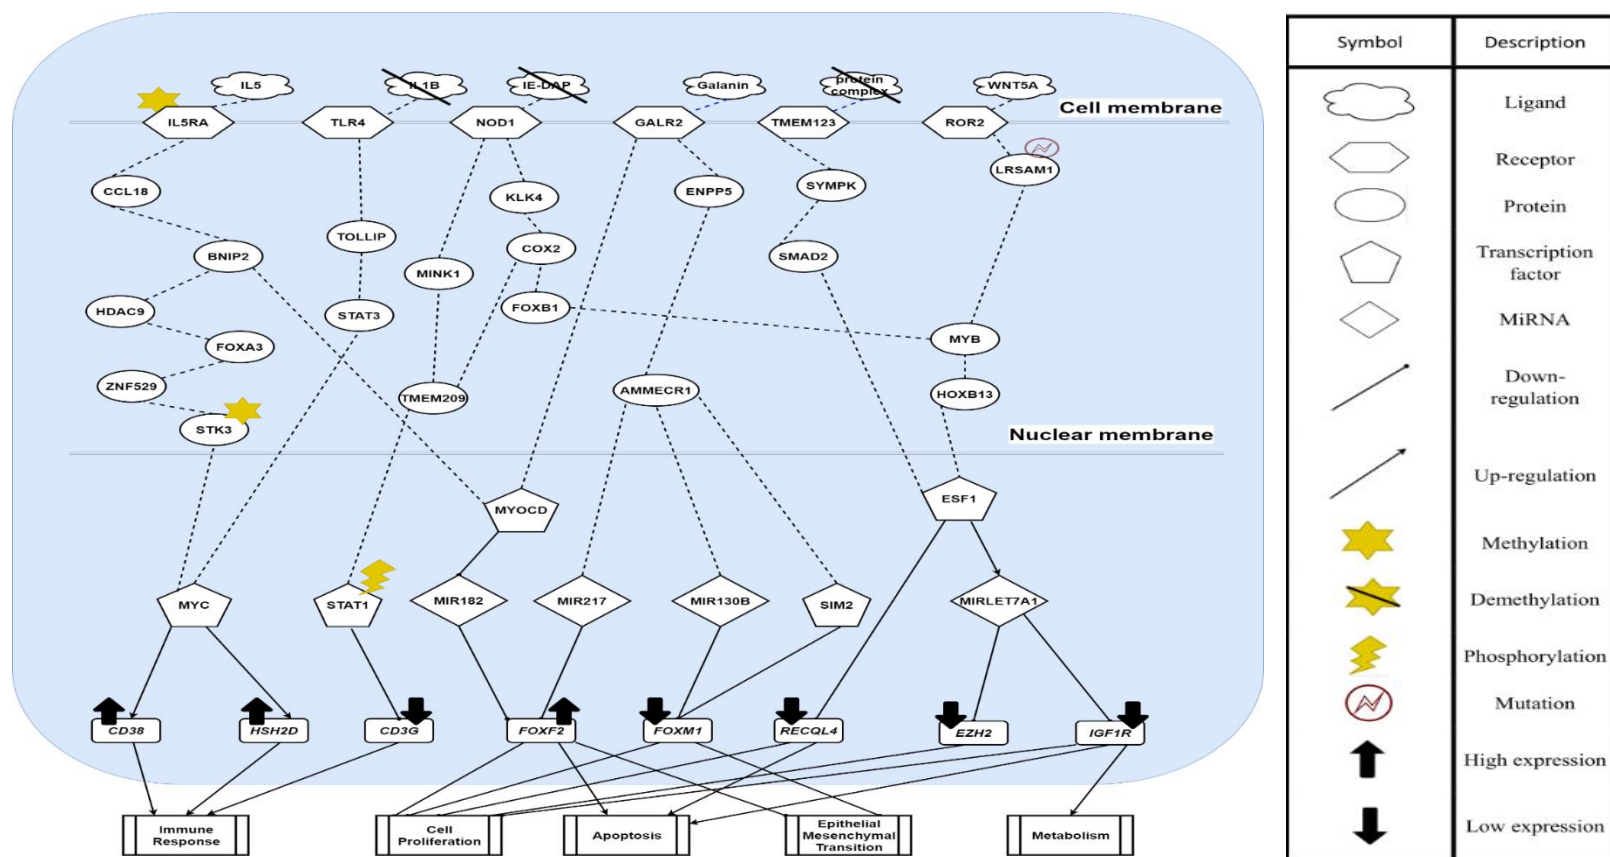 IL5
IL1B
IE-DAP
Galanin
protein
complex
WNT5A
Cell membrane
IL5RA
TLR4
NOD1
GALR2
TMEM123
ROR2
LRSAM1
CCL18
KLK4
ENPP5
SYMPK
TOLLIP
COX2
BNIP2
MINK1
SMAD2
HDAC9
STAT3
FOXB1
FOXA3
MYB
ZNF529
TMEM209
AMMECR1
HOXB13
STK3
Nuclear membrane
MYOCD
ESF1
MYC
STAT1
MIR182
MIR217
MIR130B
SIM2
MIRLET7A1
CD38
HSH2D
CD3G
FOXF2
FOXM1
RECQL4
EZH2
IGF1R
Immune
Response
Cell
Proliferation
Apoptosis
Epithelial
Mesenchymal
Transition
Metabolism
Symbol
Description
Ligand
Receptor
Protein
Transcription
factor
MiRNA
Down-
regulation
Up-regulation
Methylation
Demethylation
Phosphorylation
Mutation
High expression
Low expression